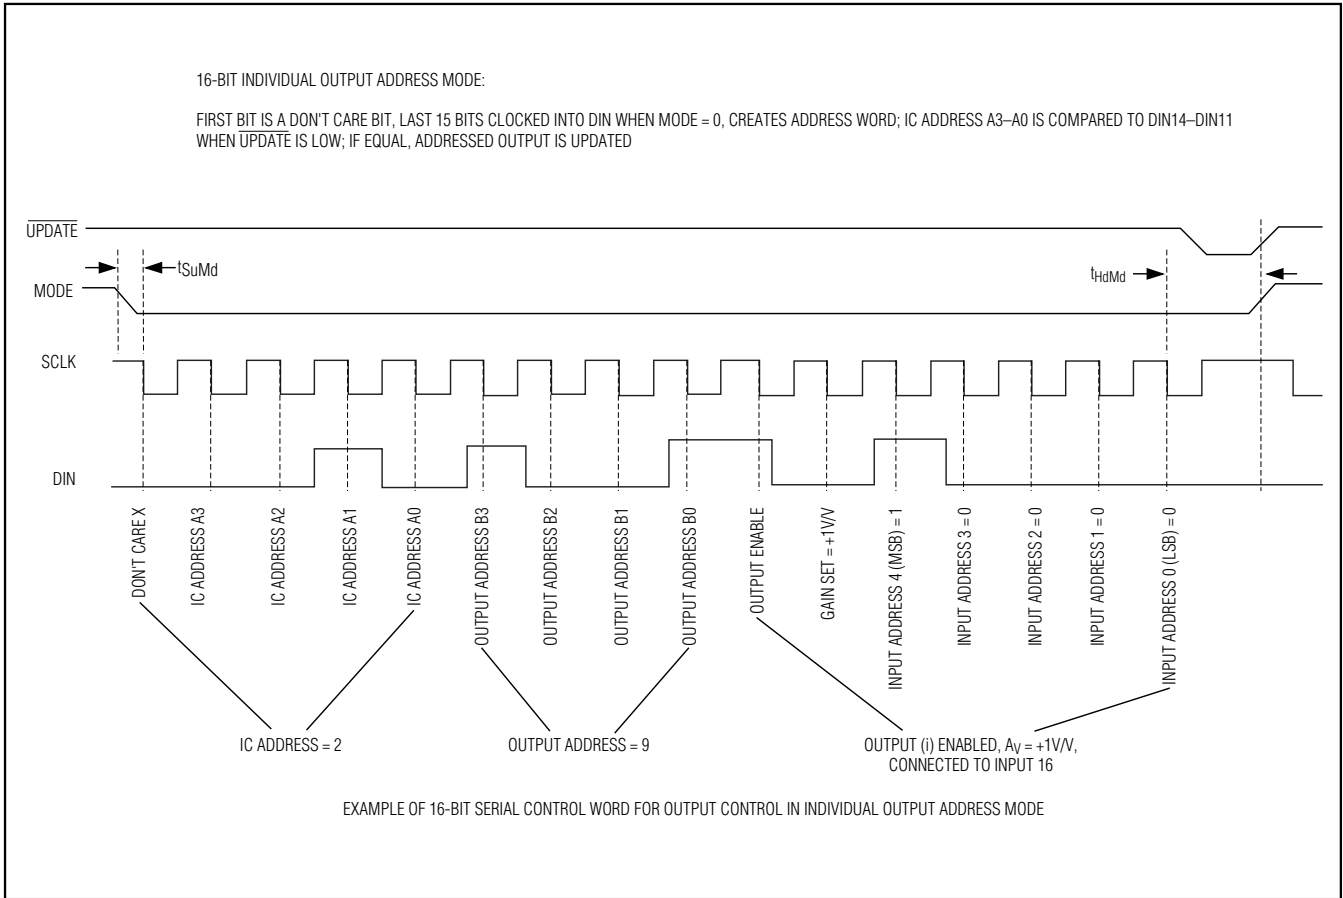 16-BIT INDIVIDUAL OUTPUT ADDRESS MODE:
FIRST BIT IS A DON'T CARE BIT, LAST 15 BITS CLOCKED INTO DIN WHEN MODE = 0, CREATES ADDRESS WORD; IC ADDRESS A3–A0 IS COMPARED TO DIN14–DIN11
WHEN UPDATE IS LOW; IF EQUAL, ADDRESSED OUTPUT IS UPDATED
UPDATE
tSuMd
tHdMd
MODE
SCLK
DIN
DON'T CARE X
IC ADDRESS A3
IC ADDRESS A2
IC ADDRESS A1
IC ADDRESS A0
OUTPUT ADDRESS B3
OUTPUT ADDRESS B2
OUTPUT ADDRESS B1
OUTPUT ADDRESS B0
OUTPUT ENABLE
GAIN SET = +1V/V
INPUT ADDRESS 4 (MSB) = 1
INPUT ADDRESS 3 = 0
INPUT ADDRESS 2 = 0
INPUT ADDRESS 1 = 0
INPUT ADDRESS 0 (LSB) = 0
IC ADDRESS = 2
OUTPUT ADDRESS = 9
OUTPUT (i) ENABLED, AV = +1V/V,
CONNECTED TO INPUT 16
EXAMPLE OF 16-BIT SERIAL CONTROL WORD FOR OUTPUT CONTROL IN INDIVIDUAL OUTPUT ADDRESS MODE